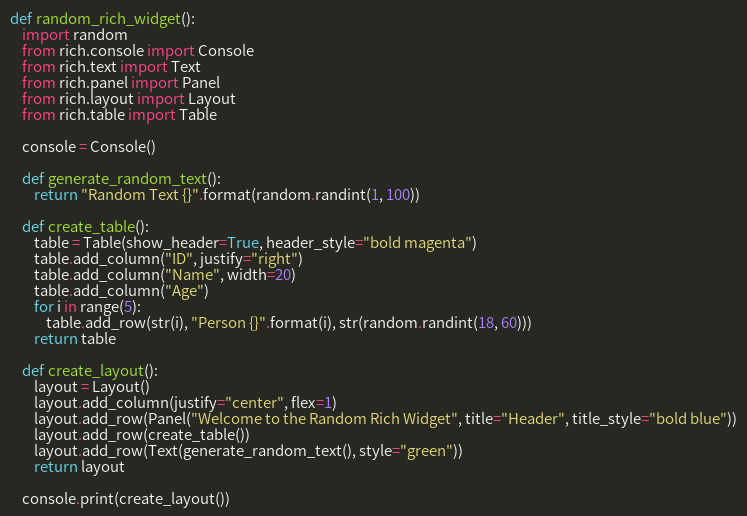 def random_rich_widget():
    import random
    from rich.console import Console
    from rich.text import Text
    from rich.panel import Panel
    from rich.layout import Layout
    from rich.table import Table

    console = Console()

    def generate_random_text():
        return "Random Text {}".format(random.randint(1, 100))

    def create_table():
        table = Table(show_header=True, header_style="bold magenta")
        table.add_column("ID", justify="right")
        table.add_column("Name", width=20)
        table.add_column("Age")
        for i in range(5):
            table.add_row(str(i), "Person {}".format(i), str(random.randint(18, 60)))
        return table

    def create_layout():
        layout = Layout()
        layout.add_column(justify="center", flex=1)
        layout.add_row(Panel("Welcome to the Random Rich Widget", title="Header", title_style="bold blue"))
        layout.add_row(create_table())
        layout.add_row(Text(generate_random_text(), style="green"))
        return layout

    console.print(create_layout())